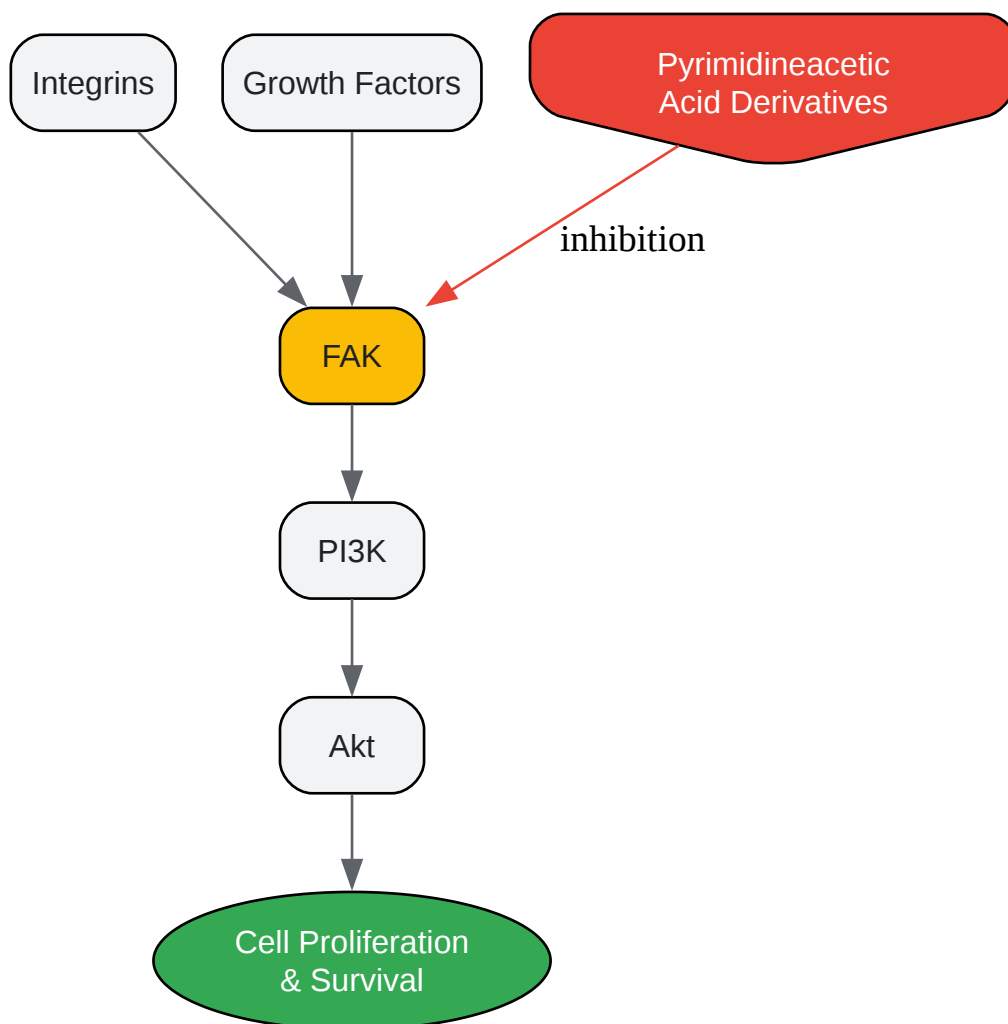 Integrins
Growth Factors
Pyrimidineacetic
Acid Derivatives
inhibition
FAK
PI3K
Akt
Cell Proliferation
& Survival